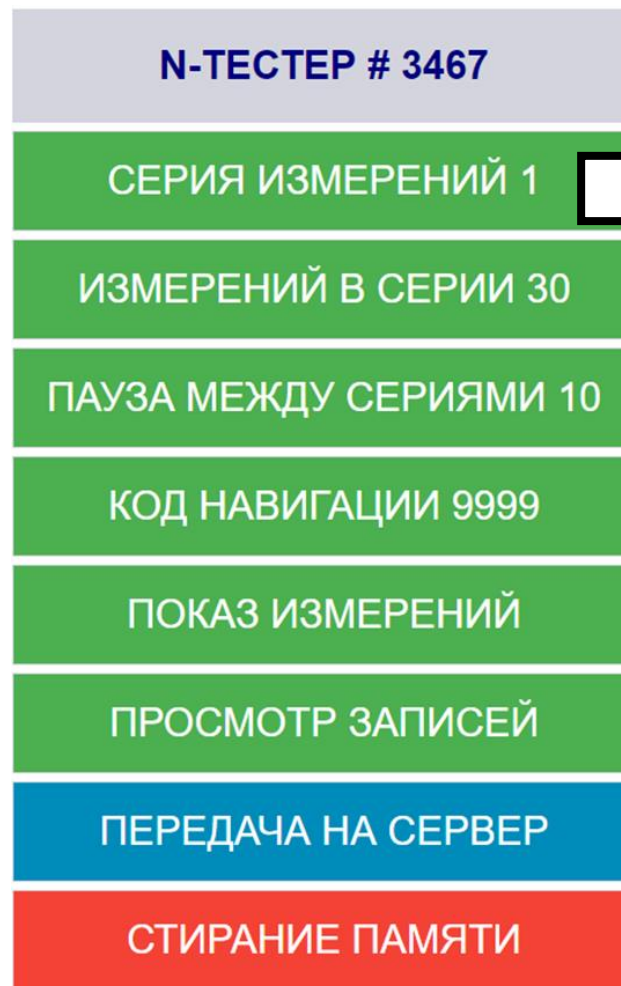 N-ТЕСТЕР # 3467
СЕРИЯ ИЗМЕРЕНИЙ 1
ИЗМЕРЕНИЙ В СЕРИИ 30
ПАУЗА МЕЖДУ СЕРИЯМИ 10
КОД НАВИГАЦИИ 9999
ПОКАЗ ИЗМЕРЕНИЙ
ПРОСМОТР ЗАПИСЕЙ
ПЕРЕДАЧА НА СЕРВЕР
СТИРАНИЕ ПАМЯТИ